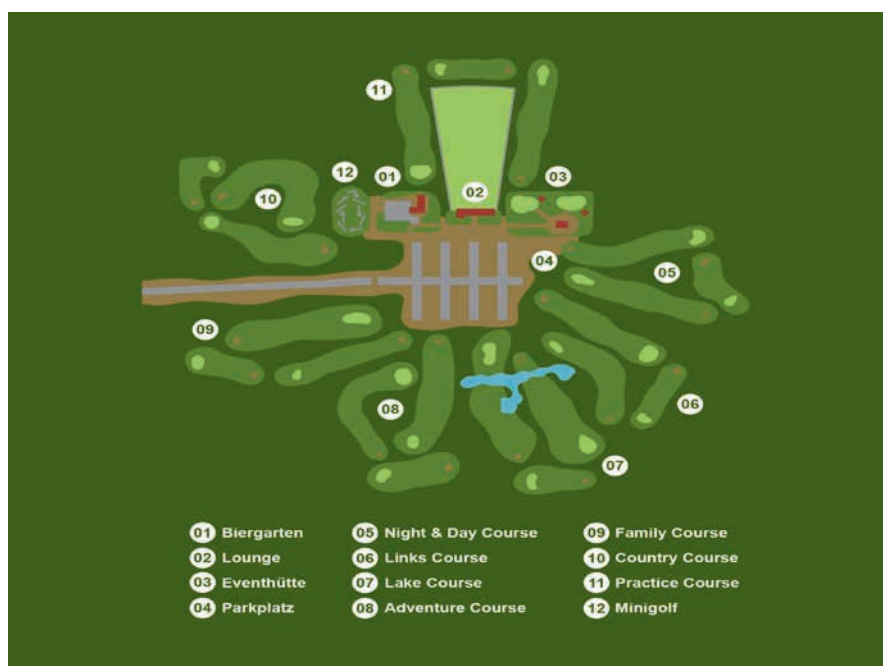 11
12
01
02
03
10
04
05
09
08
06
07
01 Biergarten
02 Lounge
03 Eventhütte
04 Parkplatz
05 Night & Day Course
06 Links Course
07 Lake Course
08 Adventure Course
09 Family Course
10 Country Course
11 Practice Course
12 Minigolf